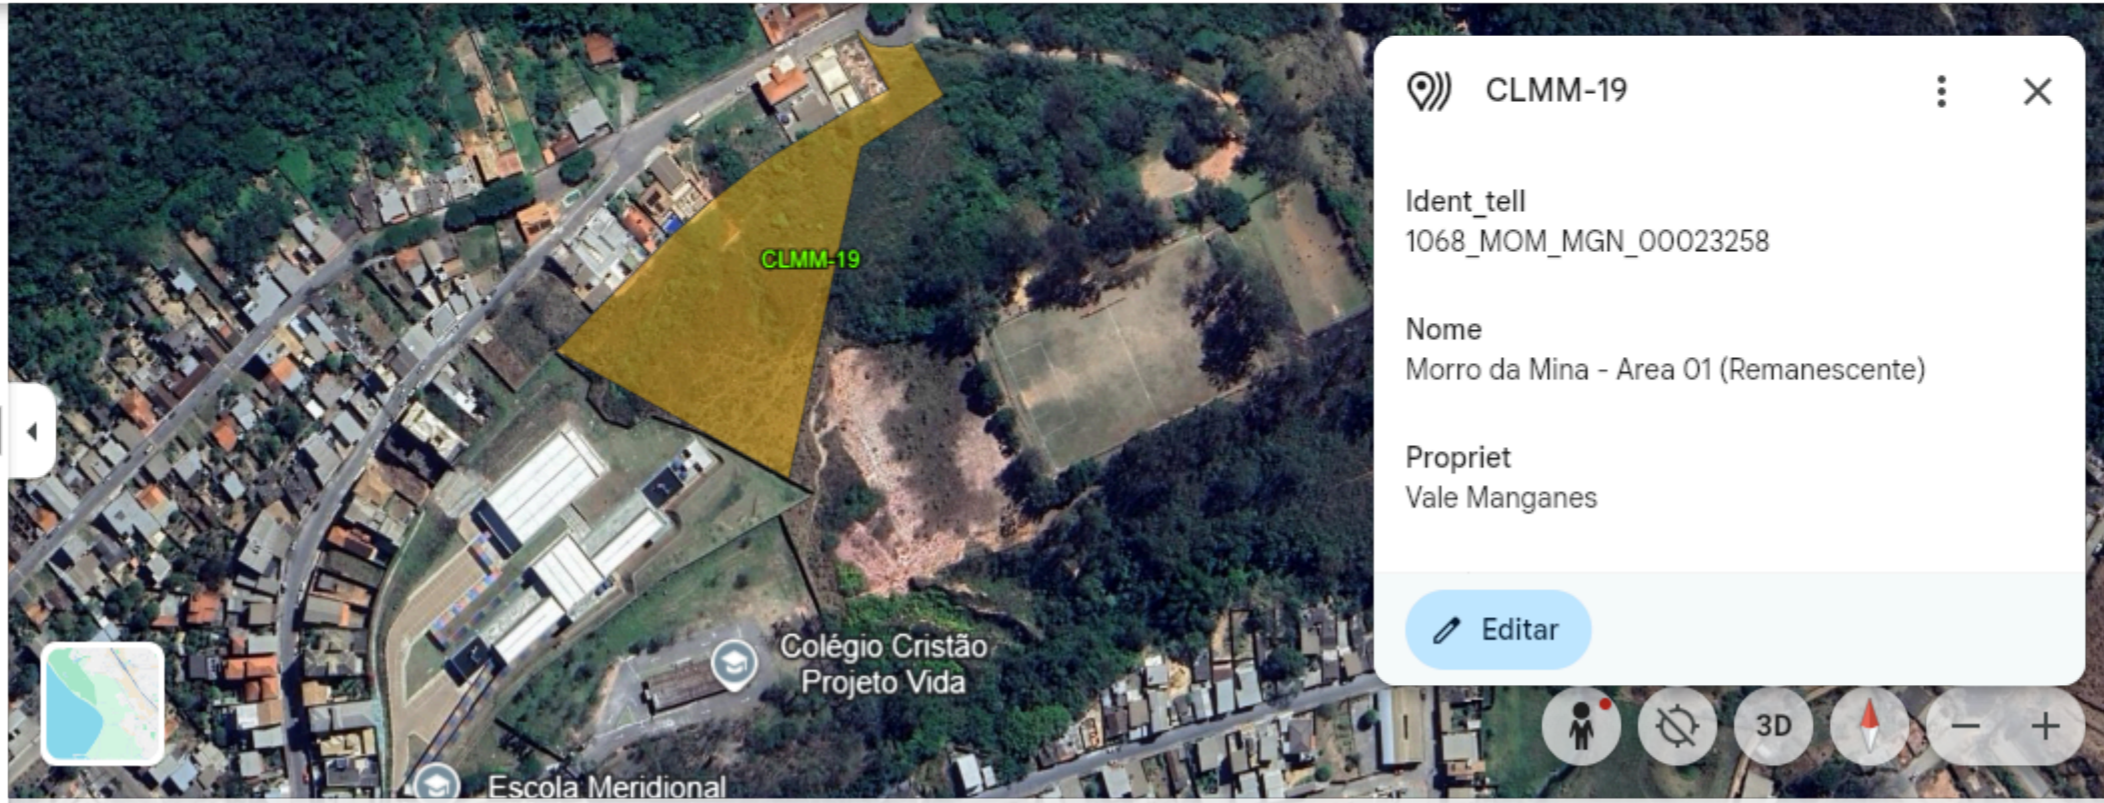 CLMM-19
CLMM-19
Ident_tell
1068_MOM_MGN_00023258
Nome
Morro da Mina - Area 01 (Remanescente)
Propriet
Vale Manganes
Editar
Colégio Cristão
Projeto Vida
Escola Meridional
3D